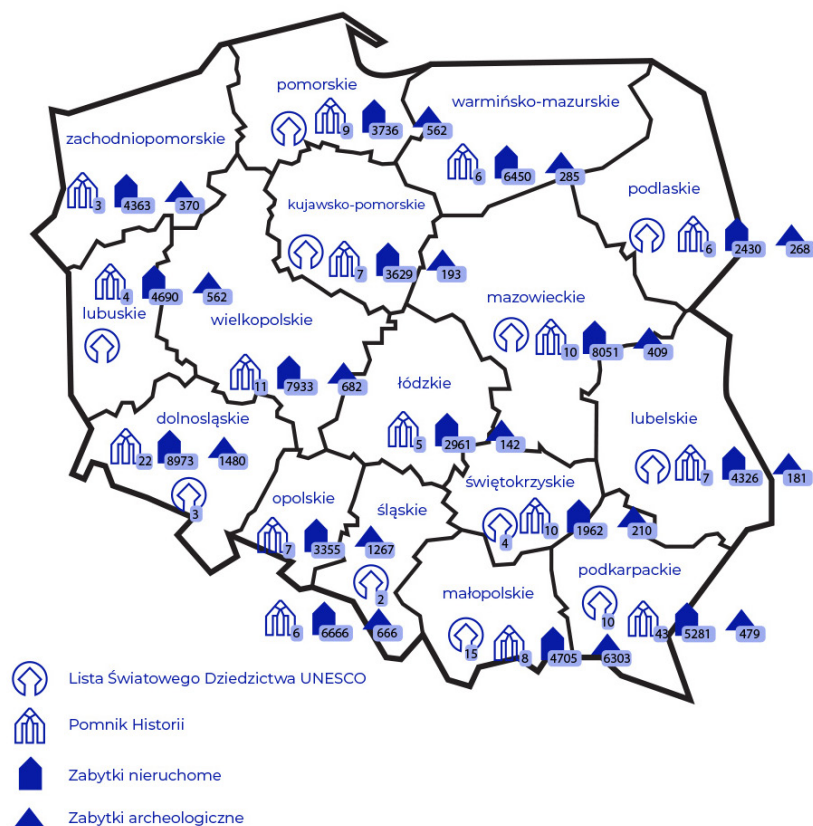 pomorskie
9 3736 562
warmińsko-mazurskie
6 6450 285
zachodniopomorskie
3 4363 370
podlaskie
6 2430 268
kujawsko-pomorskie
7 3629 193
lubuskie
4 4690 562
wielkopolskie
11 7933 682
mazowieckie
10 8051 409
łódzkie
5 2961 142
dolnośląskie
22 8973 1480
3
lubelskie
7 4326 181
opolskie
7 3355 1267
śląskie
2
6 6666 666
świętokrzyskie
4 10 1962 210
małopolskie
15 8 4705 6303
podkarpackie
10 43 5281 479
Lista Światowego Dziedzictwa UNESCO
Pomnik Historii
Zabytki nieruchome
Zabytki archeologiczne